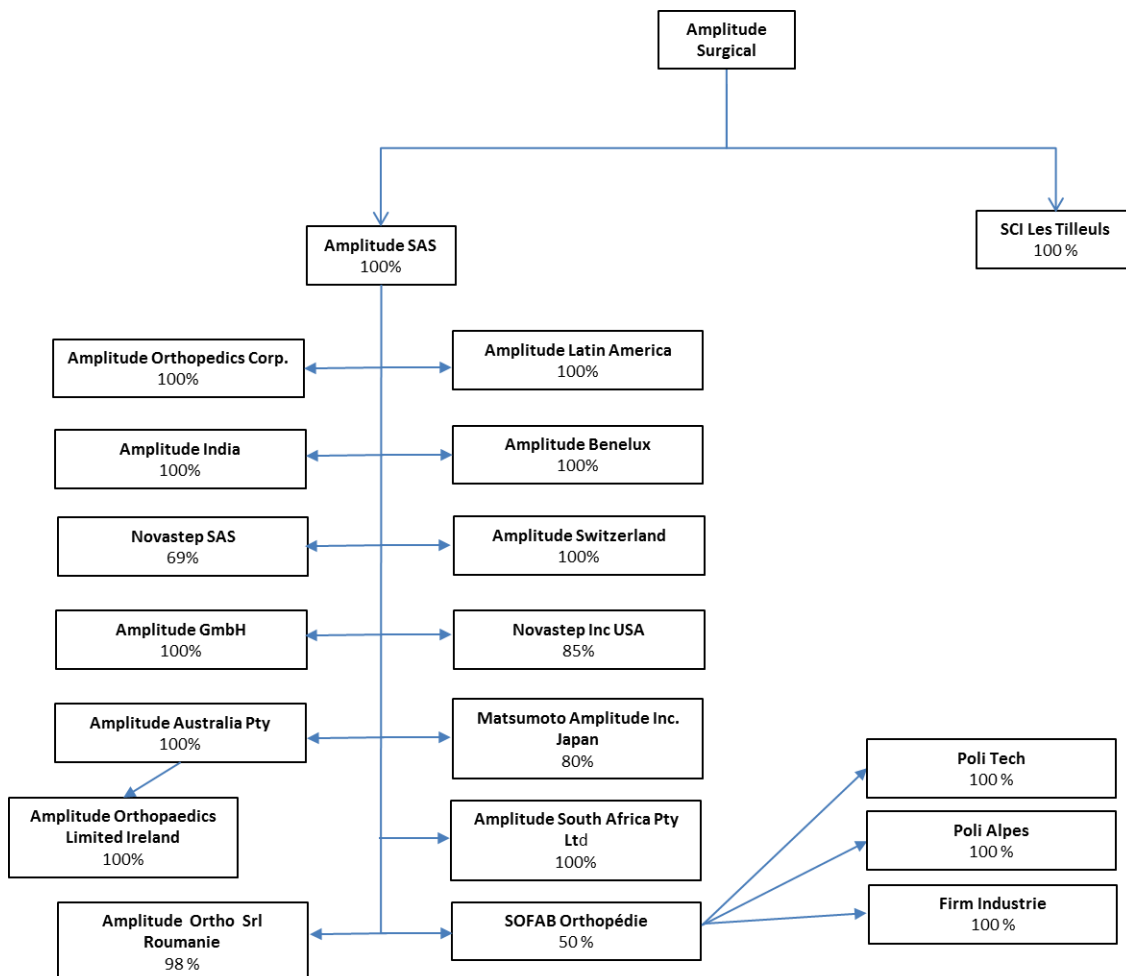 Amplitude
Surgical
Amplitude SAS
100%
SCI Les Tilleuls
100 %
Amplitude Orthopedics Corp.
100%
Amplitude Latin America
100%
Amplitude India
100%
Amplitude Benelux
100%
Novastep SAS
69%
Amplitude Switzerland
100%
Amplitude GmbH
100%
Novastep Inc USA
85%
Amplitude Australia Pty
100%
Matsumoto Amplitude Inc.
Japan
80%
Poli Tech
100 %
Amplitude Orthopaedics
Limited Ireland
100%
Amplitude South Africa Pty
Ltd
100%
Poli Alpes
100 %
Amplitude Ortho Srl
Roumanie
98 %
SOFAB Orthopédie
50 %
Firm Industrie
100 %